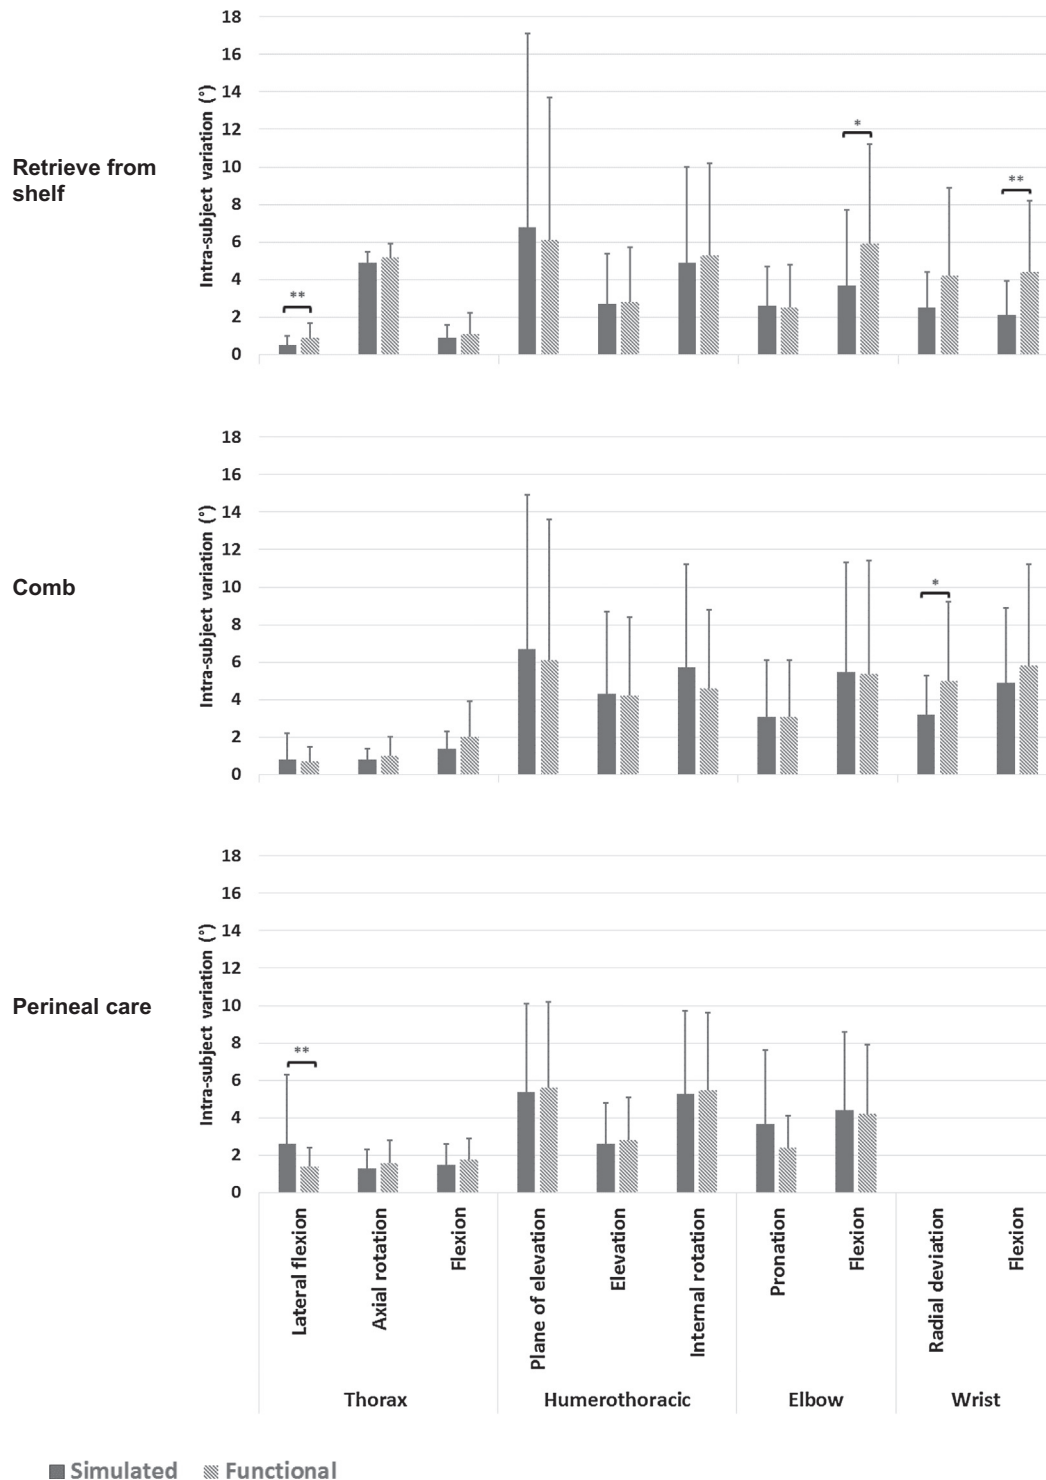 Retrieve from
shelf
Intra-subject variation (°)
18
16
14
12
10
8
6
4
2
0
**
*
**
Comb
Intra-subject variation (°)
18
16
14
12
10
8
6
4
2
0
*
Perineal care
Intra-subject variation (°)
18
16
14
12
10
8
6
4
2
0
**
Lateral flexion
Axial rotation
Flexion
Plane of elevation
Elevation
Internal rotation
Pronation
Flexion
Radial deviation
Flexion
Thorax
Humerothoracic
Elbow
Wrist
Simulated
Functional